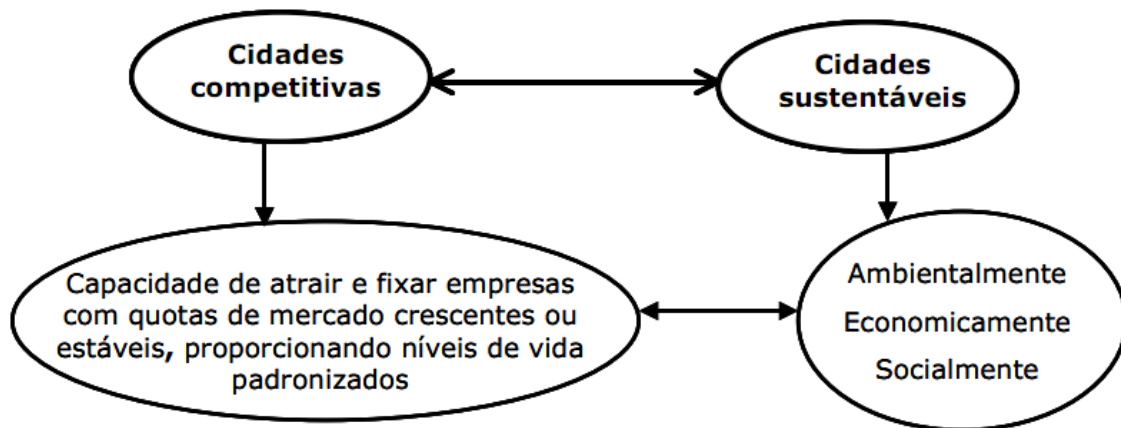 Cidades
competitivas
Cidades
sustentáveis
Capacidade de atrair e fixar empresas
com quotas de mercado crescentes ou
estáveis, proporcionando níveis de vida
padronizados
Ambientalmente
Economicamente
Socialmente